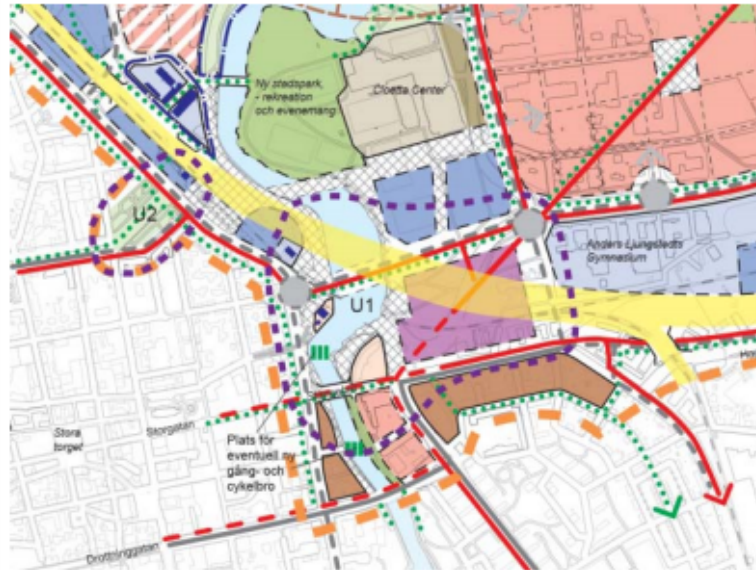 Ny stadspark,
- rekreation
och evenemang
Cloetta Center
U2
Anders Ljungstedts
Gymnasium
U1
Storgatan
Stora
torget
Plats för
eventuell ny
gång- och
cykelbro
Drottninggatan